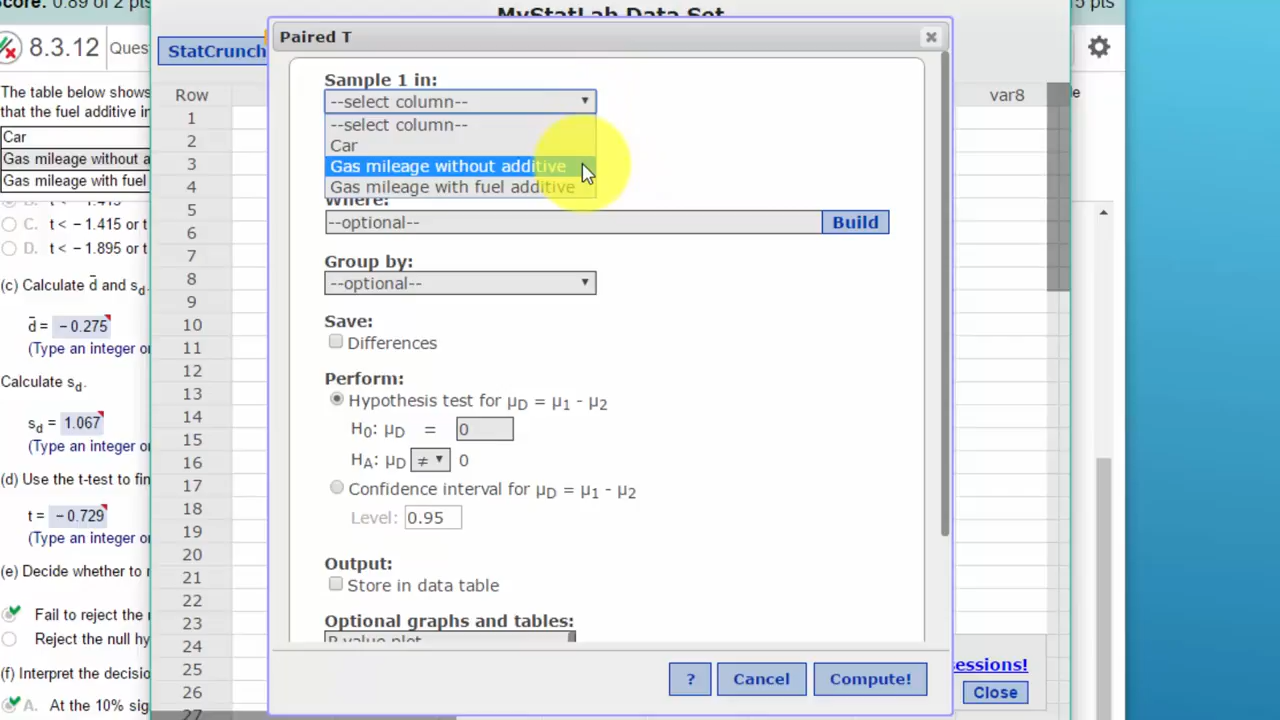 core: 0.89 of 2 pts
MyStatLab Data Set
5 pts
8.3.12
Ques
StatCrunch
Paired T
The table below shows
that the fuel additive in
Car
Gas mileage without a
Gas mileage with fuel
C. t < − 1.415 or t
D. t < − 1.895 or t
(c) Calculate d̄ and sd.
d̄ = − 0.275
(Type an integer or
Calculate sd.
sd = 1.067
(Type an integer or
(d) Use the t-test to fin
t = − 0.729
(Type an integer or
(e) Decide whether to r
Fail to reject the n
Reject the null hy
(f) Interpret the decisio
A. At the 10% sig
Row
var8
e
1
2
3
4
5
6
7
8
9
10
11
12
13
14
15
16
17
18
19
20
21
22
23
24
25
26
27
Sample 1 in:
--select column--
--select column--
Car
Gas mileage without additive
Gas mileage with fuel additive
Where:
--optional--
Build
Group by:
--optional--
Save:
Differences
Perform:
Hypothesis test for μD = μ1 - μ2
H0: μD = 0
HA: μD ≠ 0
Confidence interval for μD = μ1 - μ2
Level: 0.95
Output:
Store in data table
Optional graphs and tables:
P-value plot
?
Cancel
Compute!
essions!
Close